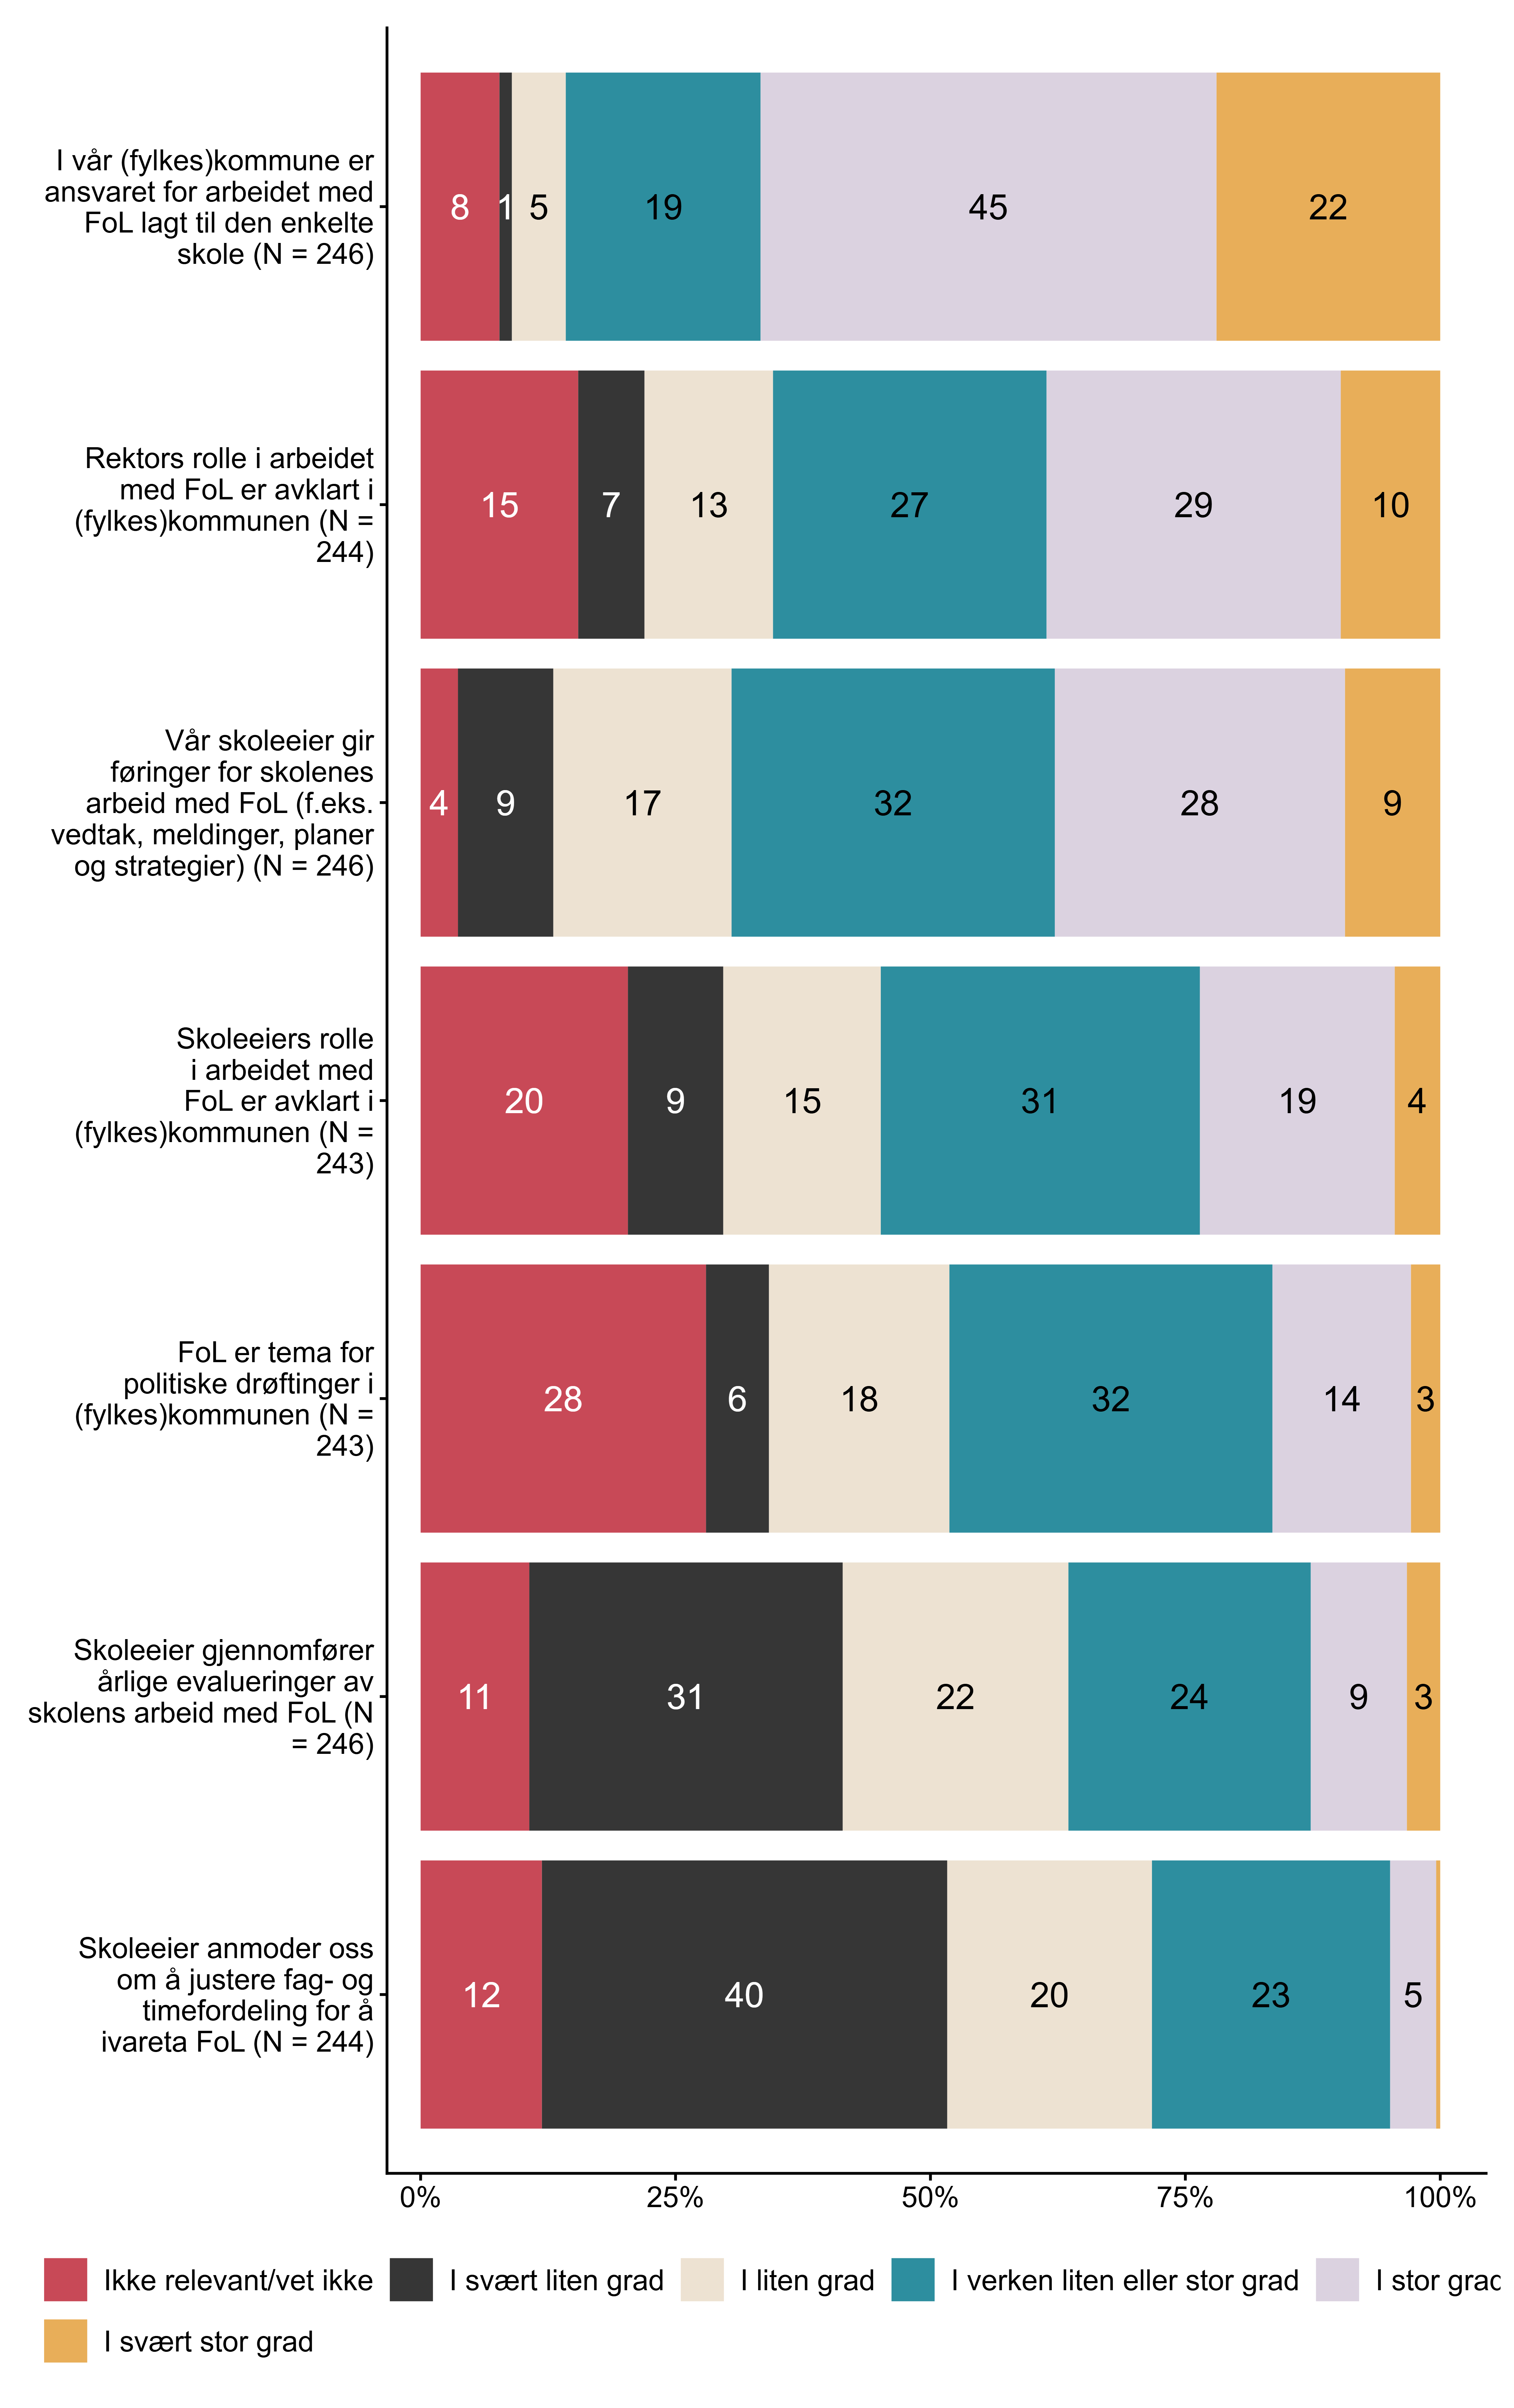 I vår (fylkes)kommune er
ansvaret for arbeidet med
FoL lagt til den enkelte
skole (N = 246)
8 1 5 19 45 22
Rektors rolle i arbeidet
med FoL er avklart i
(fylkes)kommunen (N =
244)
15 7 13 27 29 10
Vår skoleeier gir
føringer for skolenes
arbeid med FoL (f.eks.
vedtak, meldinger, planer
og strategier) (N = 246)
4 9 17 32 28 9
Skoleeiers rolle
i arbeidet med
FoL er avklart i
(fylkes)kommunen (N =
243)
20 9 15 31 19 4
FoL er tema for
politiske drøftinger i
(fylkes)kommunen (N =
243)
28 6 18 32 14 3
Skoleeier gjennomfører
årlige evalueringer av
skolens arbeid med FoL (N
= 246)
11 31 22 24 9 3
Skoleeier anmoder oss
om å justere fag- og
timefordeling for å
ivareta FoL (N = 244)
12 40 20 23 5
0% 25% 50% 75% 100%
Ikke relevant/vet ikke I svært liten grad I liten grad I verken liten eller stor grad I stor grad
I svært stor grad